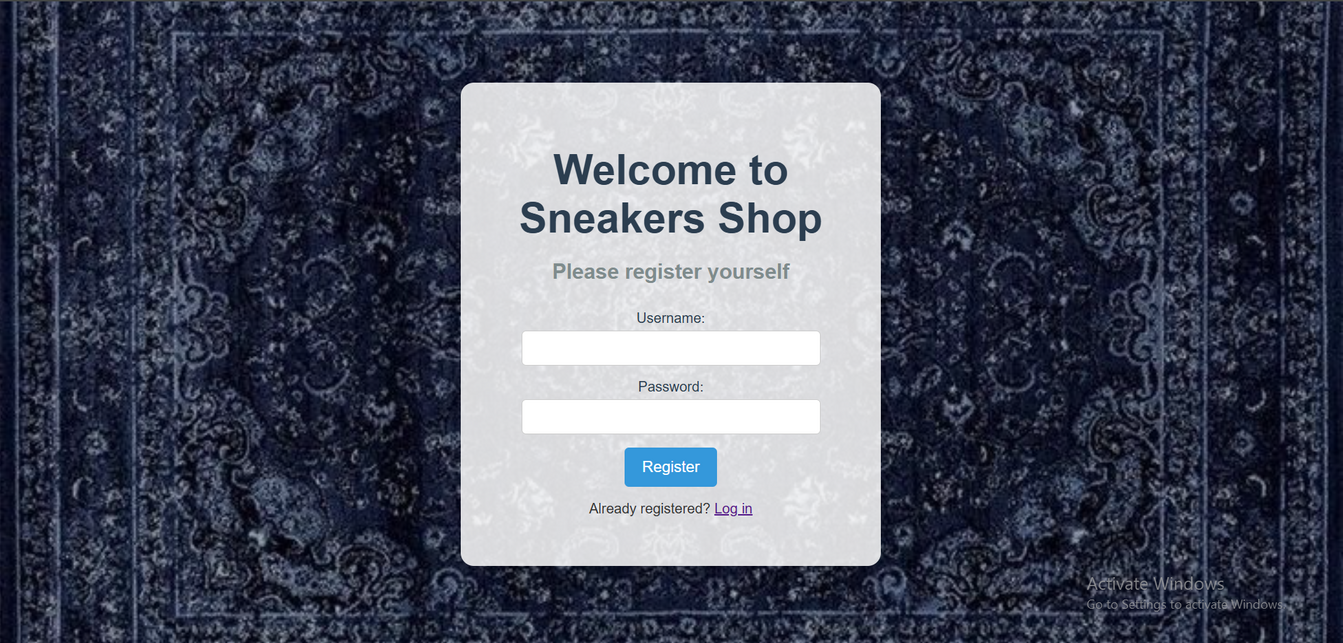 Welcome to
Sneakers Shop
Please register yourself
Username:
Password:
Register
Already registered? Log in
Activate Windows
Go to Settings to activate Windows.